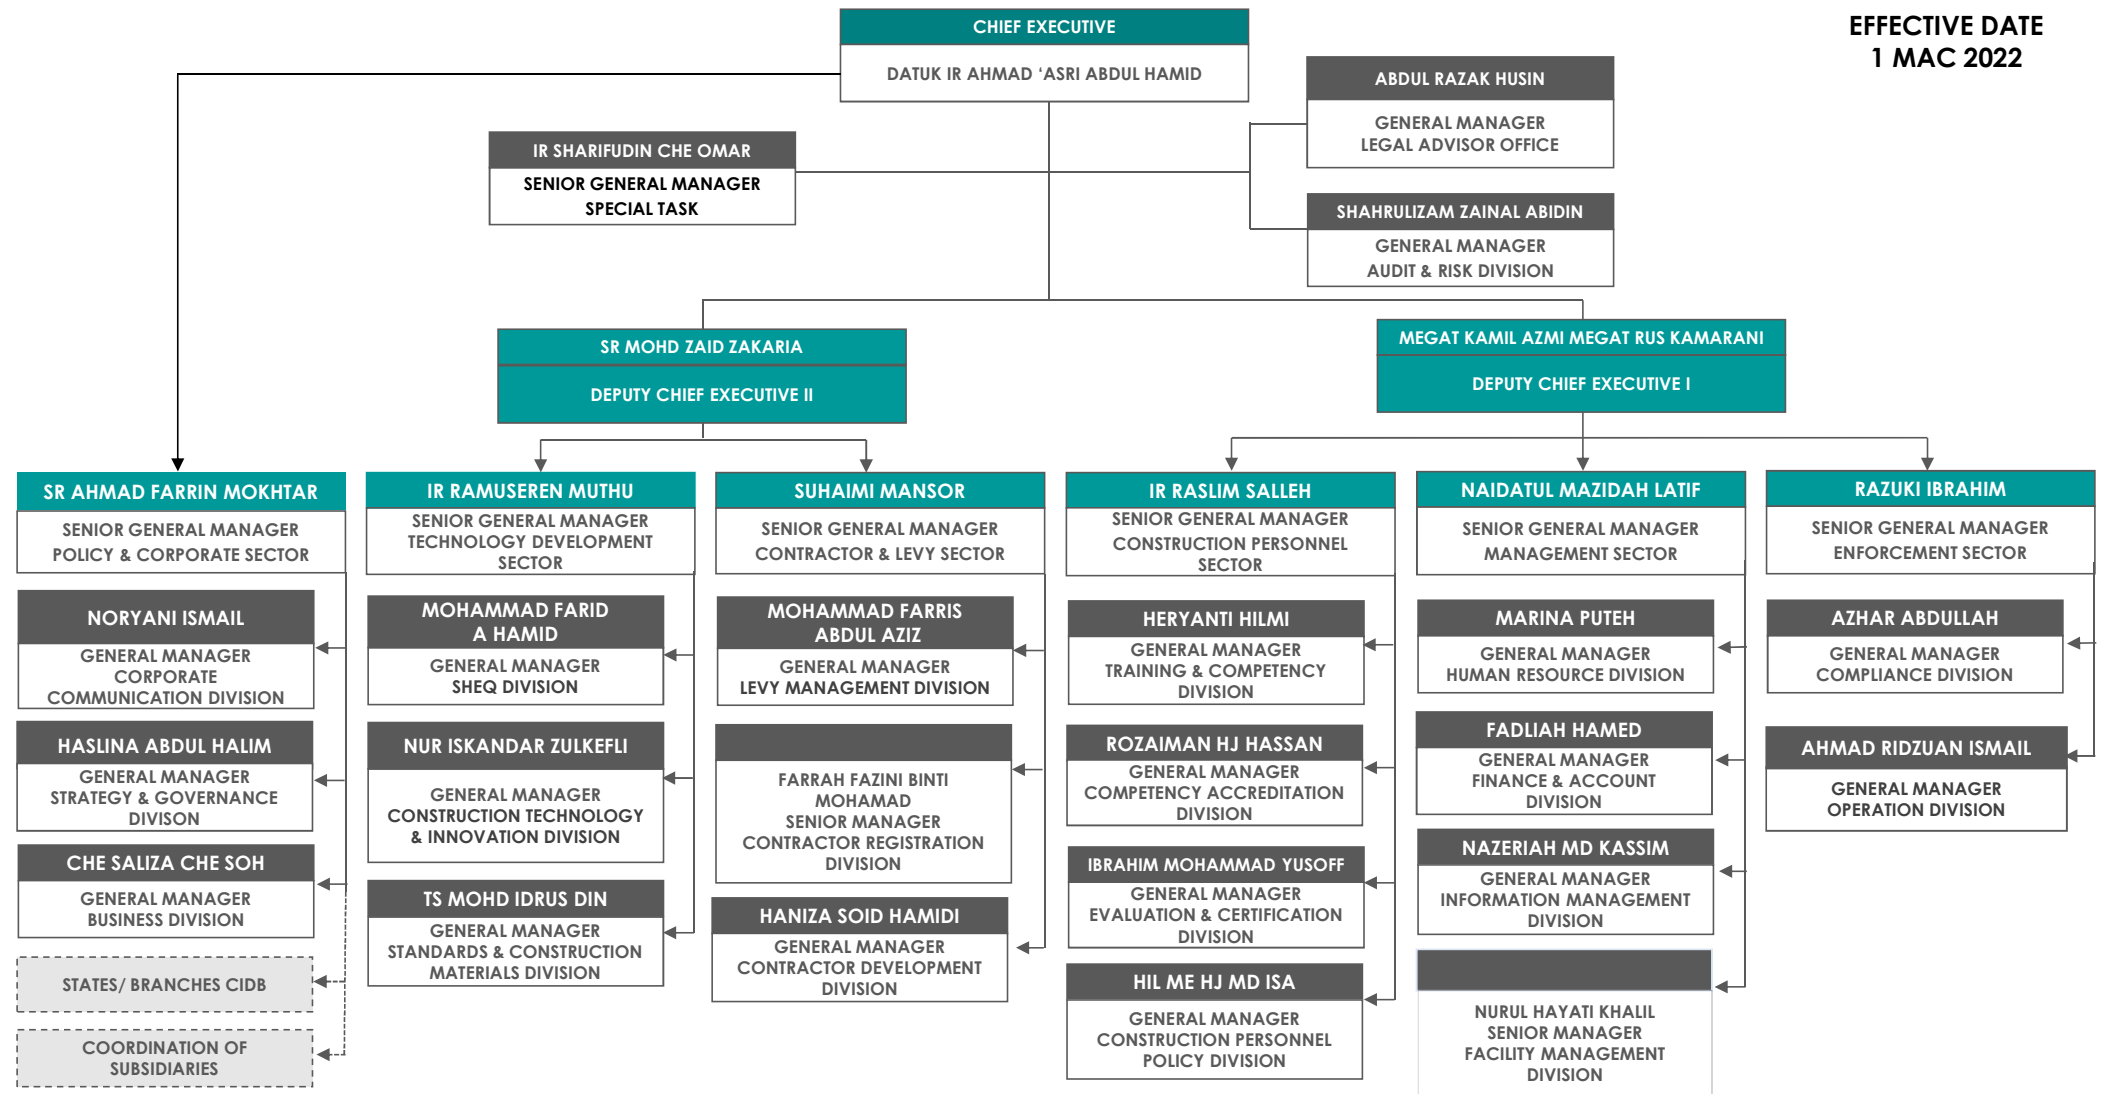 EFFECTIVE DATE
1 MAC 2022
CHIEF EXECUTIVE
DATUK IR AHMAD ‘ASRI ABDUL HAMID
ABDUL RAZAK HUSIN
GENERAL MANAGER
LEGAL ADVISOR OFFICE
IR SHARIFUDIN CHE OMAR
SENIOR GENERAL MANAGER
SPECIAL TASK
SHAHRULIZAM ZAINAL ABIDIN
GENERAL MANAGER
AUDIT & RISK DIVISION
SR MOHD ZAID ZAKARIA
DEPUTY CHIEF EXECUTIVE II
MEGAT KAMIL AZMI MEGAT RUS KAMARANI
DEPUTY CHIEF EXECUTIVE I
SR AHMAD FARRIN MOKHTAR
SENIOR GENERAL MANAGER
POLICY & CORPORATE SECTOR
NORYANI ISMAIL
GENERAL MANAGER
CORPORATE
COMMUNICATION DIVISION
HASLINA ABDUL HALIM
GENERAL MANAGER
STRATEGY & GOVERNANCE
DIVISON
CHE SALIZA CHE SOH
GENERAL MANAGER
BUSINESS DIVISION
STATES/ BRANCHES CIDB
COORDINATION OF
SUBSIDIARIES
IR RAMUSEREN MUTHU
SENIOR GENERAL MANAGER
TECHNOLOGY DEVELOPMENT
SECTOR
MOHAMMAD FARID
A HAMID
GENERAL MANAGER
SHEQ DIVISION
NUR ISKANDAR ZULKEFLI
GENERAL MANAGER
CONSTRUCTION TECHNOLOGY
& INNOVATION DIVISION
TS MOHD IDRUS DIN
GENERAL MANAGER
STANDARDS & CONSTRUCTION
MATERIALS DIVISION
SUHAIMI MANSOR
SENIOR GENERAL MANAGER
CONTRACTOR & LEVY SECTOR
MOHAMMAD FARRIS
ABDUL AZIZ
GENERAL MANAGER
LEVY MANAGEMENT DIVISION
FARRAH FAZINI BINTI
MOHAMAD
SENIOR MANAGER
CONTRACTOR REGISTRATION
DIVISION
HANIZA SOID HAMIDI
GENERAL MANAGER
CONTRACTOR DEVELOPMENT
DIVISION
IR RASLIM SALLEH
SENIOR GENERAL MANAGER
CONSTRUCTION PERSONNEL
SECTOR
HERYANTI HILMI
GENERAL MANAGER
TRAINING & COMPETENCY
DIVISION
ROZAIMAN HJ HASSAN
GENERAL MANAGER
COMPETENCY ACCREDITATION
DIVISION
IBRAHIM MOHAMMAD YUSOFF
GENERAL MANAGER
EVALUATION & CERTIFICATION
DIVISION
HIL ME HJ MD ISA
GENERAL MANAGER
CONSTRUCTION PERSONNEL
POLICY DIVISION
NAIDATUL MAZIDAH LATIF
SENIOR GENERAL MANAGER
MANAGEMENT SECTOR
MARINA PUTEH
GENERAL MANAGER
HUMAN RESOURCE DIVISION
FADLIAH HAMED
GENERAL MANAGER
FINANCE & ACCOUNT
DIVISION
NAZERIAH MD KASSIM
GENERAL MANAGER
INFORMATION MANAGEMENT
DIVISION
NURUL HAYATI KHALIL
SENIOR MANAGER
FACILITY MANAGEMENT
DIVISION
RAZUKI IBRAHIM
SENIOR GENERAL MANAGER
ENFORCEMENT SECTOR
AZHAR ABDULLAH
GENERAL MANAGER
COMPLIANCE DIVISION
AHMAD RIDZUAN ISMAIL
GENERAL MANAGER
OPERATION DIVISION